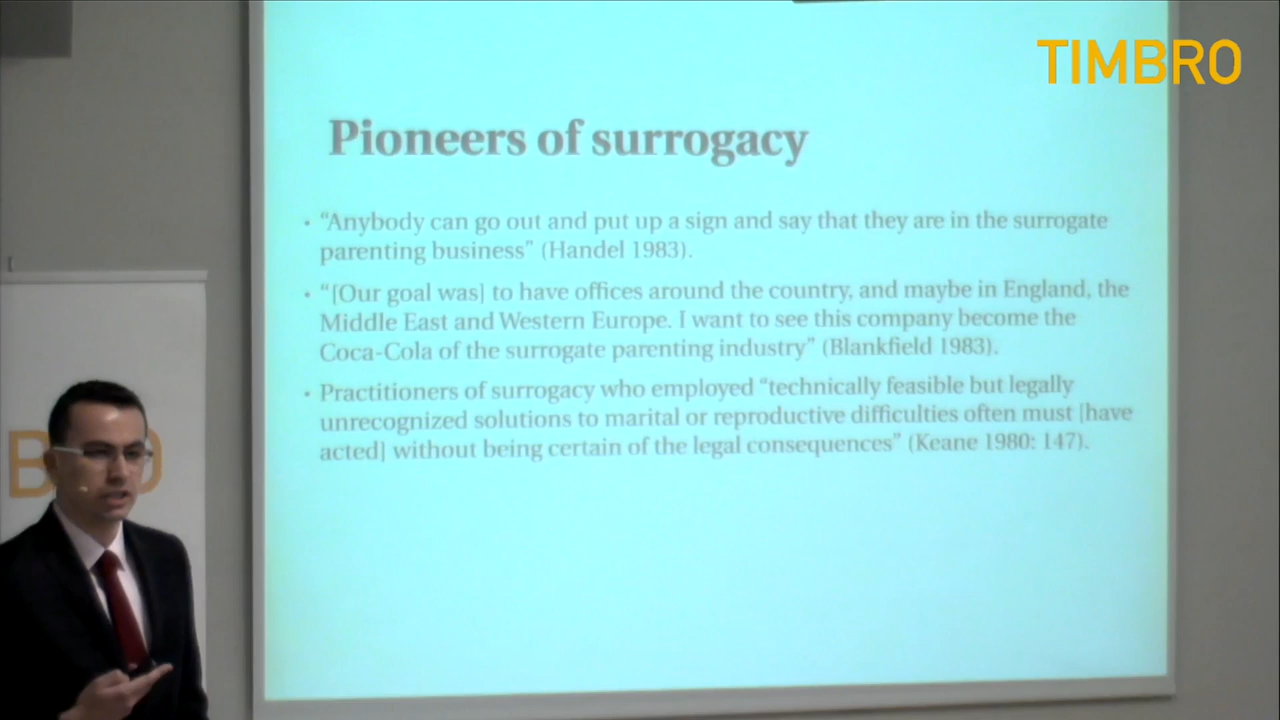 TIMBRO
Pioneers of surrogacy
• “Anybody can go out and put up a sign and say that they are in the surrogate
parenting business” (Handel 1983).
• “[Our goal was] to have offices around the country, and maybe in England, the
Middle East and Western Europe. I want to see this company become the
Coca-Cola of the surrogate parenting industry” (Blankfield 1983).
• Practitioners of surrogacy who employed “technically feasible but legally
unrecognized solutions to marital or reproductive difficulties often must [have
acted] without being certain of the legal consequences” (Keane 1980: 147).
B O